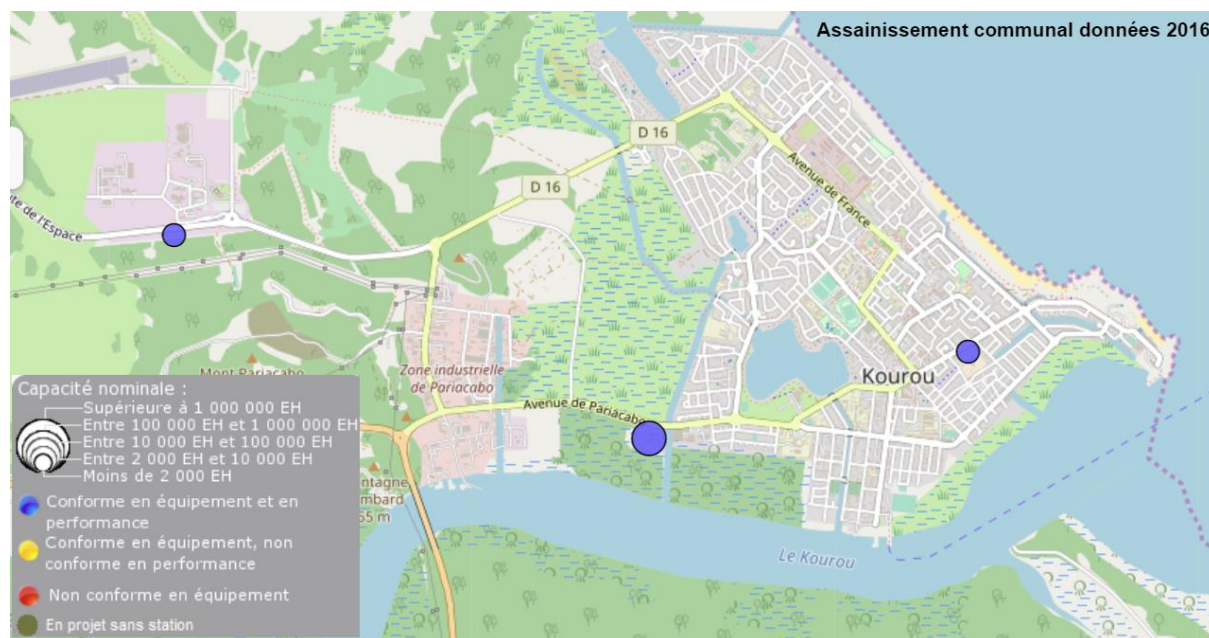 Assainissement communal données 2016
D 16
D 16
Avenue de France
Route de l'Espace
Zone industrielle
de Pariacabo
Mont Pariacabo
Kourou
Avenue de Pariacabo
Le Kourou
65 m
Capacité nominale :
Supérieure à 1 000 000 EH
Entre 100 000 EH et 1 000 000 EH
Entre 10 000 EH et 100 000 EH
Entre 2 000 EH et 10 000 EH
Moins de 2 000 EH
Conforme en équipement et en
performance
Conforme en équipement, non
conforme en performance
Non conforme en équipement
En projet sans station